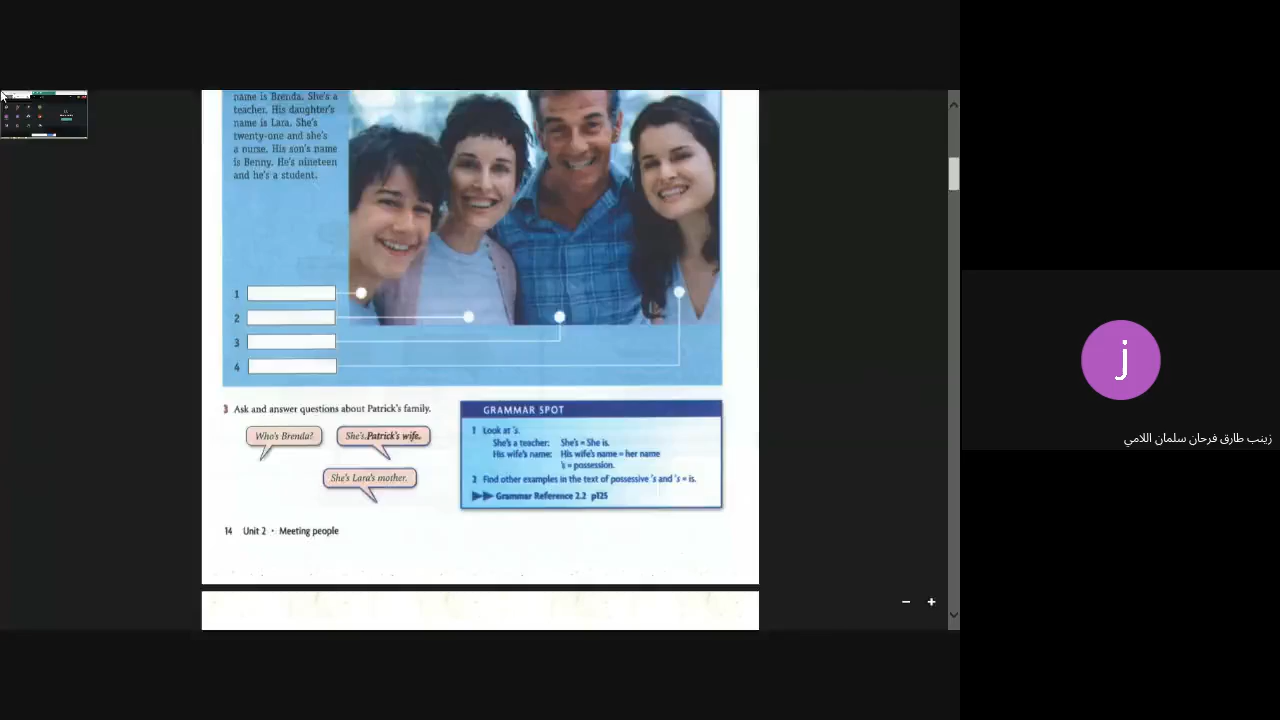 name is Brenda. She's a
teacher. His daughter's
name is Lara. She's
twenty-one and she's
a nurse. His son's name
is Benny. He's nineteen
and he's a student.
1
2
3
4
3 Ask and answer questions about Patrick's family.
Who's Brenda?
She's Patrick's wife.
She's Lara's mother.
GRAMMAR SPOT
1 Look at 's.
She's a teacher: She's = She is.
His wife's name: His wife's name = her name
's = possession.
2 Find other examples in the text of possessive 's and 's = is.
Grammar Reference 2.2 p125
14 Unit 2 • Meeting people
j
زينب طارق فرحان سلمان اللامي